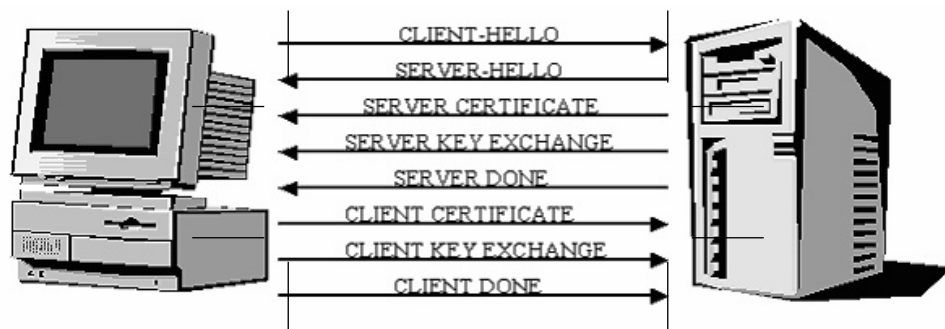 CLIENT-HELLO
SERVER-HELLO
SERVER CERTIFICATE
SERVER KEY EXCHANGE
SERVER DONE
CLIENT CERTIFICATE
CLIENT KEY EXCHANGE
CLIENT DONE